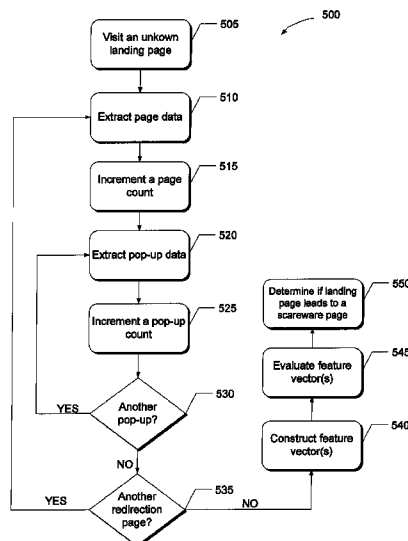 500
Visit an unkown
landing page
505
Extract page data
510
Increment a page
count
515
Extract pop-up data
520
Increment a pop-up
count
525
Another
pop-up?
530
YES
NO
Another
redirection
page?
535
YES
NO
Construct feature
vector(s)
540
Evaluate feature
vector(s)
545
Determine if landing
page leads to a
scareware page
550